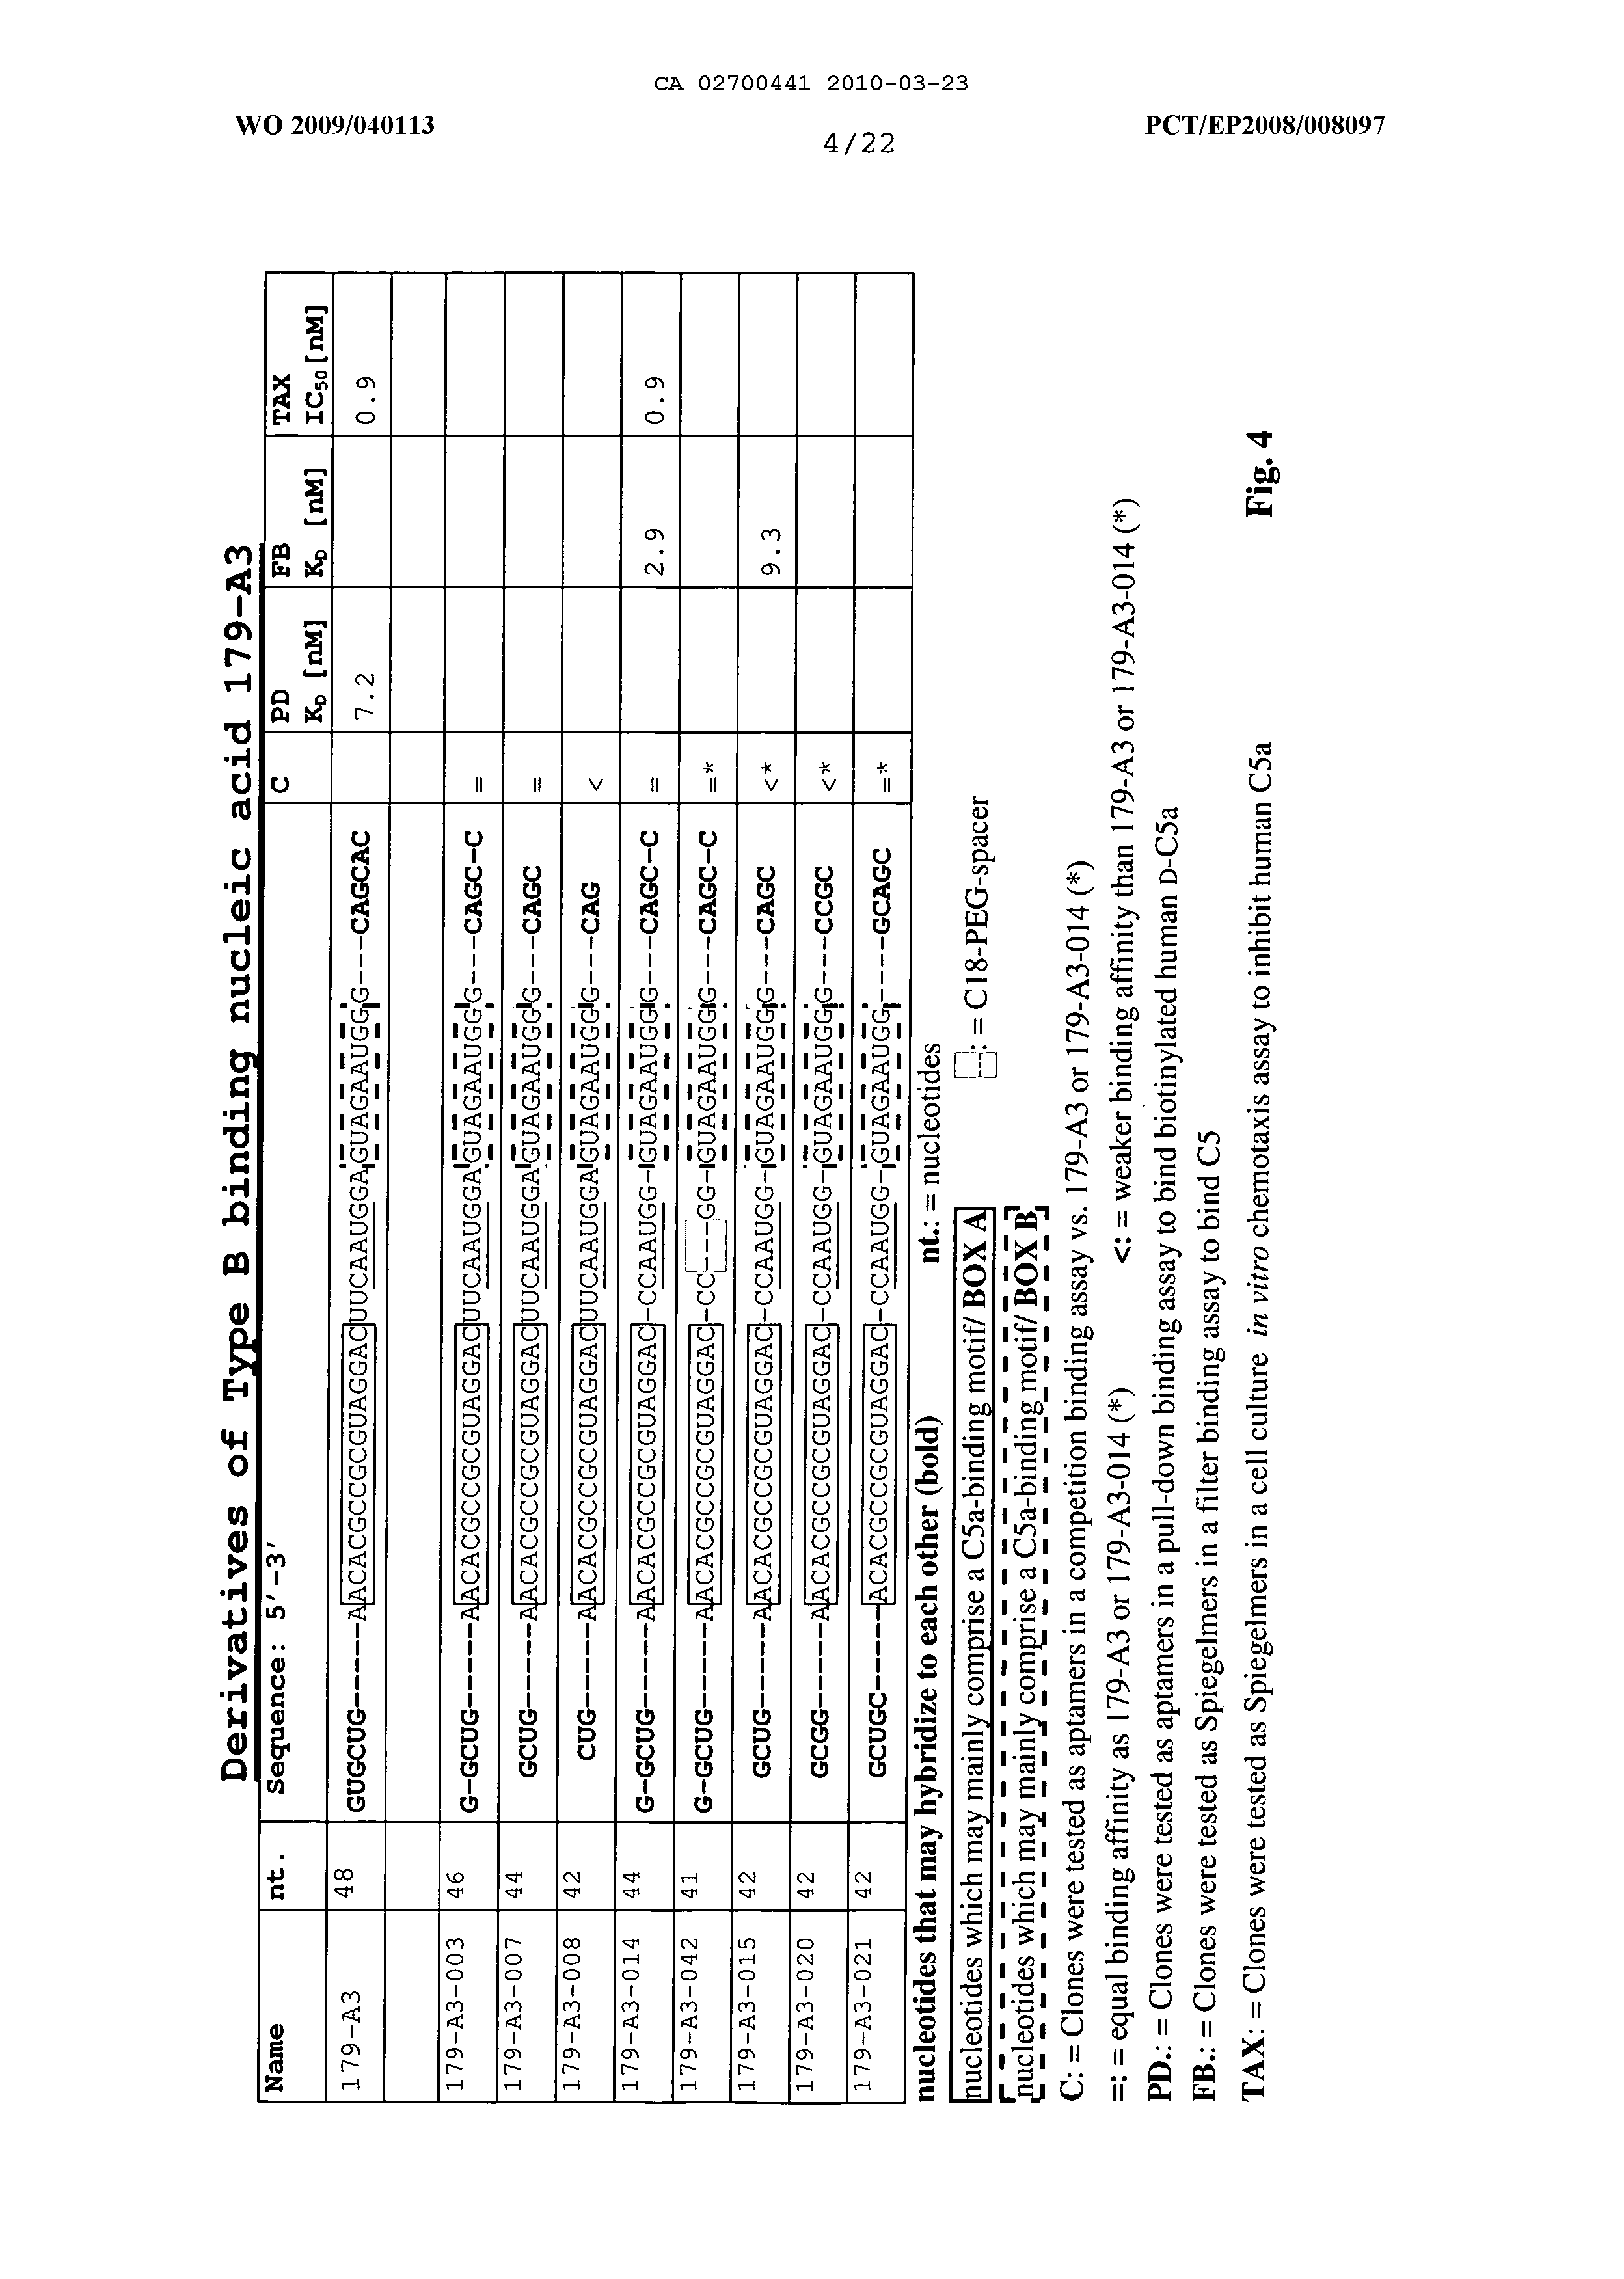 CA 02700441 2010-03-23
WO 2009/040113
PCT/EP2008/008097
4/22
Derivatives of Type B binding nucleic acid 179-A3
Name nt. Sequence: 5'-3' C PD FB TAX
K_D [nM] K_D [nM] IC50 [nM]
179-A3 48 GUGCUG------AACACGCCGCGUAGGACUUCAAUGGAGUAGAAUGGG----CAGCAC 7.2 0.9
179-A3-003 46 G-GCUG------AACACGCCGCGUAGGACUUCAAUGGAGUAGAAUGGG----CAGC-C =
179-A3-007 44 GCUG------AACACGCCGCGUAGGACUUCAAUGGAGUAGAAUGGG----CAGC =
179-A3-008 42 CUG------AACACGCCGCGUAGGACUUCAAUGGAGUAGAAUGGG----CAG <
179-A3-014 44 G-GCUG------AACACGCCGCGUAGGAC-CCAAUGG-GUAGAAUGGG----CAGC-C = 2.9 0.9
179-A3-042 41 G-GCUG------AACACGCCGCGUAGGAC-CC---GG-GUAGAAUGGG----CAGC-C =*
179-A3-015 42 GCUG------AACACGCCGCGUAGGAC-CCAAUGG-GUAGAAUGGG----CAGC <* 9.3
179-A3-020 42 GCGG------AACACGCCGCGUAGGAC-CCAAUGG-GUAGAAUGGG----CCGC <*
179-A3-021 42 GCUGC------ACACGCCGCGUAGGAC-CCAAUGG-GUAGAAUGG----GCAGC =*
nucleotides that may hybridize to each other (bold) nt.: = nucleotides
nucleotides which may mainly comprise a C5a-binding motif/ BOX A := C18-PEG-spacer
nucleotides which may mainly comprise a C5a-binding motif/ BOX B
C: = Clones were tested as aptamers in a competition binding assay vs. 179-A3 or 179-A3-014 (*)
=: = equal binding affinity as 179-A3 or 179-A3-014 (*) <: = weaker binding affinity than 179-A3 or 179-A3-014 (*)
PD.: = Clones were tested as aptamers in a pull-down binding assay to bind biotinylated human D-C5a
FB.: = Clones were tested as Spiegelmers in a filter binding assay to bind C5
TAX: = Clones were tested as Spiegelmers in a cell culture in vitro chemotaxis assay to inhibit human C5a
Fig. 4